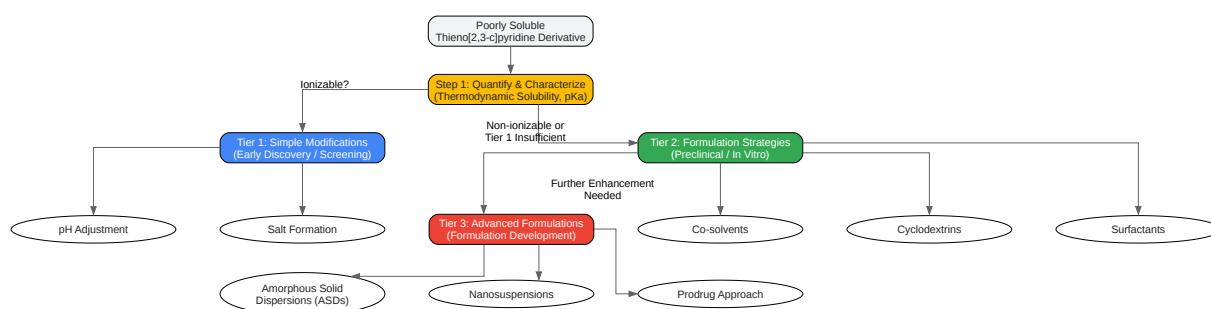 Poorly Soluble
Thieno[2,3-c]pyridine Derivative
Ionizable?
Step 1: Quantify & Characterize
(Thermodynamic Solubility, pKa)
Non-ionizable or
Tier 1 Insufficient
Tier 1: Simple Modifications
(Early Discovery / Screening)
Tier 2: Formulation Strategies
(Preclinical / In Vitro)
Further Enhancement
Needed
pH Adjustment
Salt Formation
Tier 3: Advanced Formulations
(Formulation Development)
Co-solvents
Cyclodextrins
Surfactants
Amorphous Solid
Dispersions (ASDs)
Nanosuspensions
Prodrug Approach